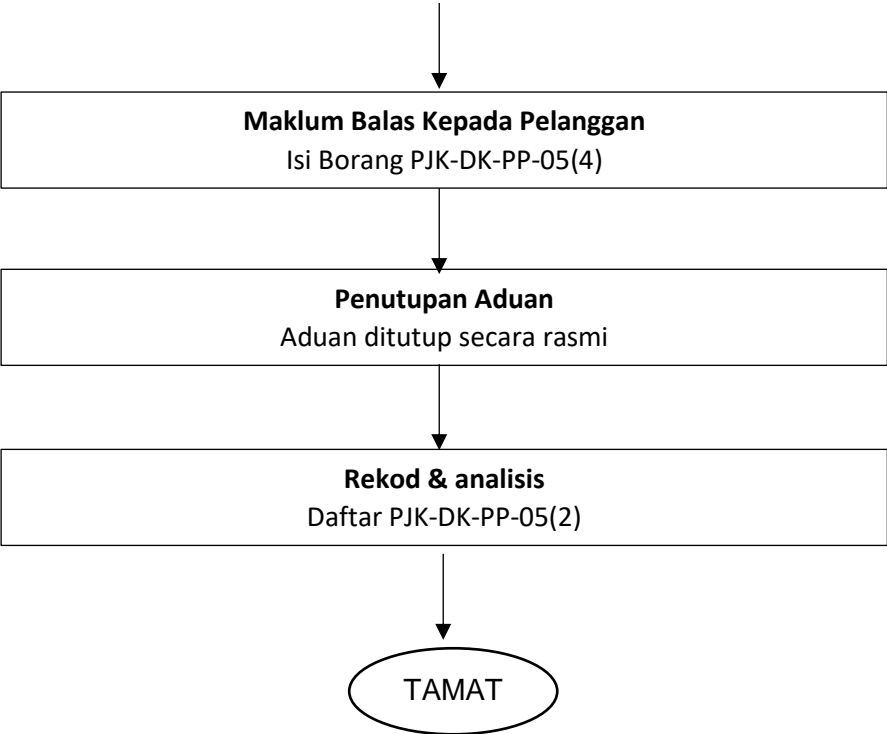 Maklum Balas Kepada Pelanggan
Isi Borang PJK-DK-PP-05(4)
Penutupan Aduan
Aduan ditutup secara rasmi
Rekod & analisis
Daftar PJK-DK-PP-05(2)
TAMAT